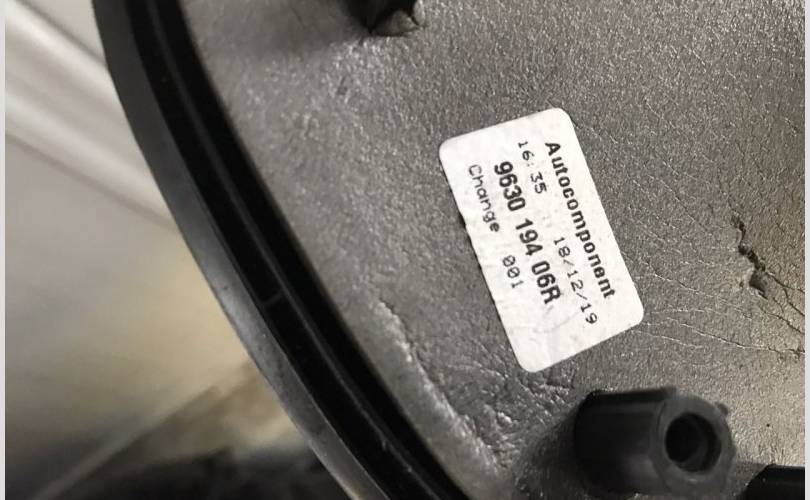 Autocomponent
16:35 18/12/19
9630 194 06R
Change 001